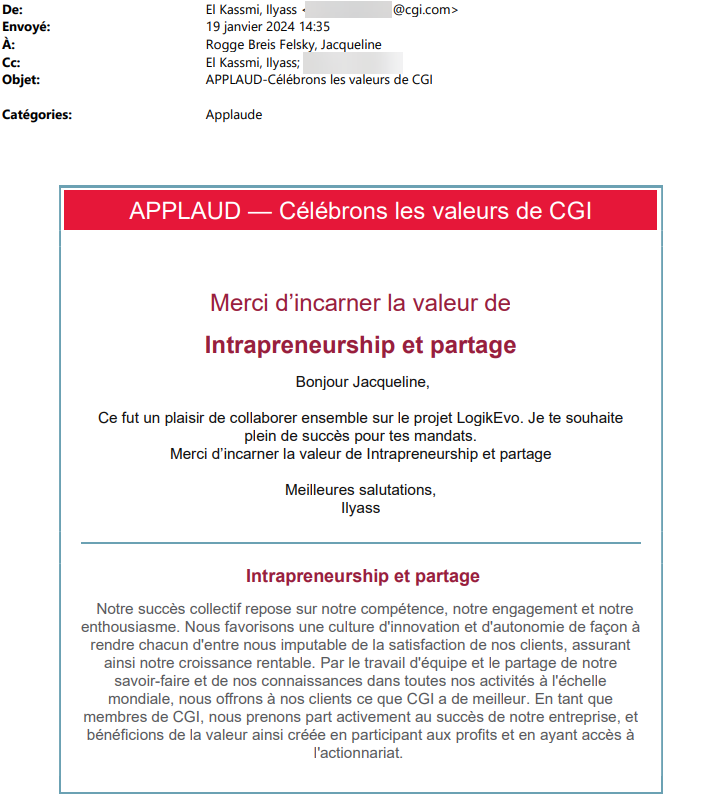 De: El Kassmi, Ilyass < @cgi.com>
Envoyé: 19 janvier 2024 14:35
À: Rogge Breis Felsky, Jacqueline
Cc: El Kassmi, Ilyass;
Objet: APPLAUD-Célébrons les valeurs de CGI
Catégories: Applaude
APPLAUD — Célébrons les valeurs de CGI
Merci d'incarner la valeur de
Intrapreneurship et partage
Bonjour Jacqueline,
Ce fut un plaisir de collaborer ensemble sur le projet LogikEvo. Je te souhaite
plein de succès pour tes mandats.
Merci d'incarner la valeur de Intrapreneurship et partage
Meilleures salutations,
Ilyass
Intrapreneurship et partage
Notre succès collectif repose sur notre compétence, notre engagement et notre
enthousiasme. Nous favorisons une culture d'innovation et d'autonomie de façon à
rendre chacun d'entre nous imputable de la satisfaction de nos clients, assurant
ainsi notre croissance rentable. Par le travail d'équipe et le partage de notre
savoir-faire et de nos connaissances dans toutes nos activités à l'échelle
mondiale, nous offrons à nos clients ce que CGI a de meilleur. En tant que
membres de CGI, nous prenons part activement au succès de notre entreprise, et
bénéficions de la valeur ainsi créée en participant aux profits et en ayant accès à
l'actionnariat.